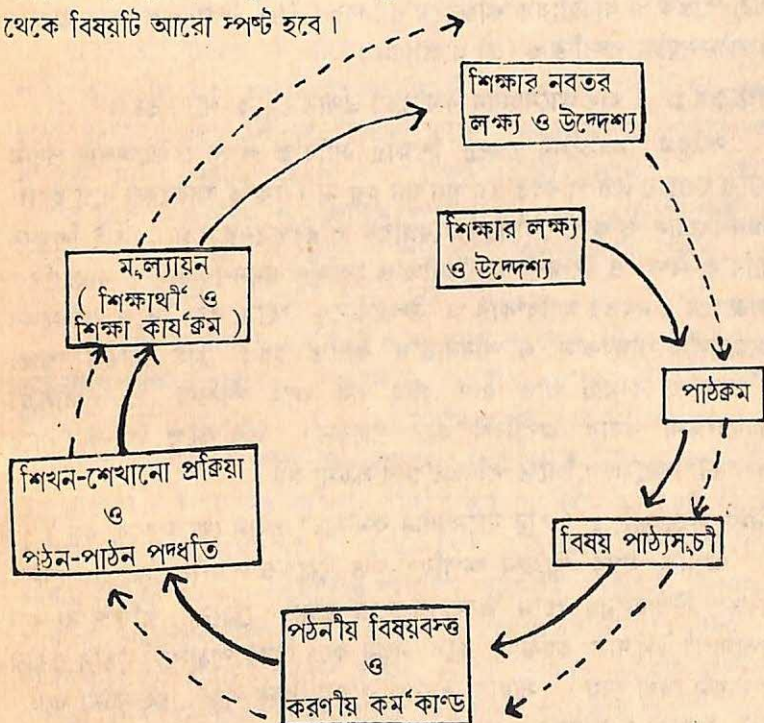 থেকে বিষয়টি আরো স্পষ্ট হবে।
শিক্ষার নবতর
লক্ষ্য ও উদ্দেশ্য
শিক্ষার লক্ষ্য
ও উদ্দেশ্য
পাঠক্রম
বিষয় পাঠ্যসূচী
পঠনীয় বিষয়বস্তু
ও
করণীয় কর্মকাণ্ড
শিখন-শেখানো প্রক্রিয়া
ও
পঠন-পাঠন পদ্ধতি
মূল্যায়ন
( শিক্ষার্থী ও
শিক্ষা কার্যক্রম )